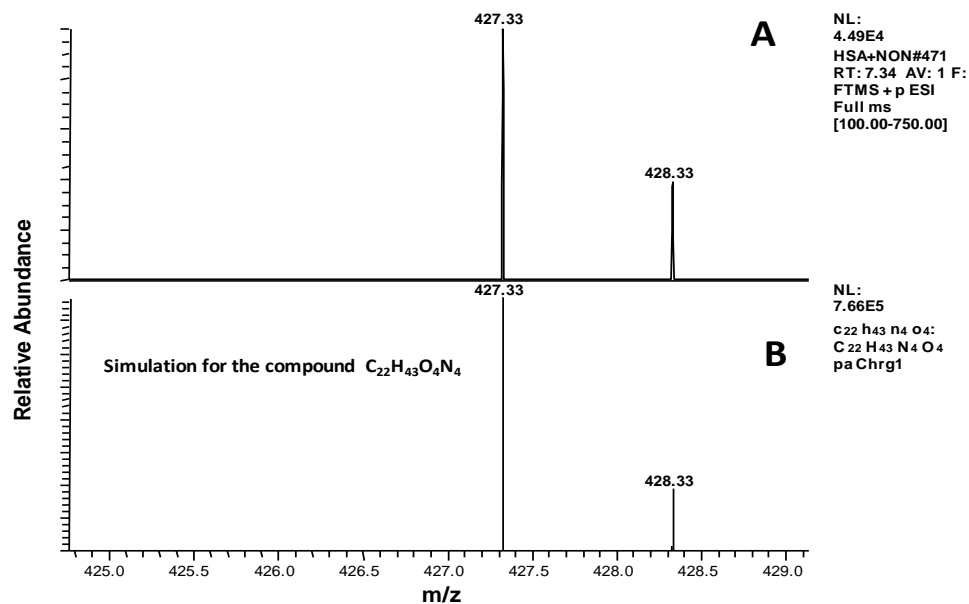 427.33
A
428.33
NL:
4.49E4
HSA+NON#471
RT: 7.34 AV: 1 F:
FTMS + p ESI
Full ms
[100.00-750.00]
Relative Abundance
427.33
B
Simulation for the compound C₂₂H₄₃O₄N₄
428.33
NL:
7.66E5
c22 h43 n4 o4:
C22 H43 N4 O4
pa Chrg1
425.0 425.5 426.0 426.5 427.0 427.5 428.0 428.5 429.0
m/z